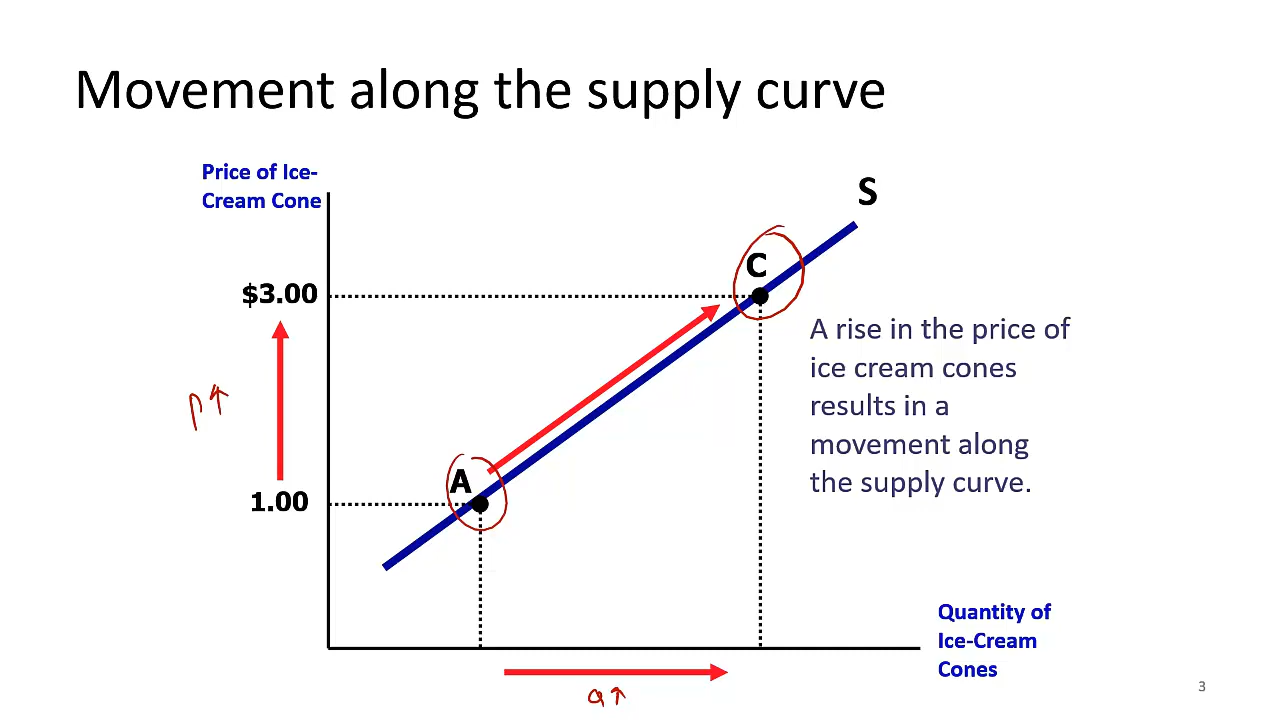 Movement along the supply curve
Price of Ice-
Cream Cone
S
C
$3.00
A rise in the price of
ice cream cones
results in a
movement along
the supply curve.
P↑
A
1.00
Quantity of
Ice-Cream
Cones
Q↑
3